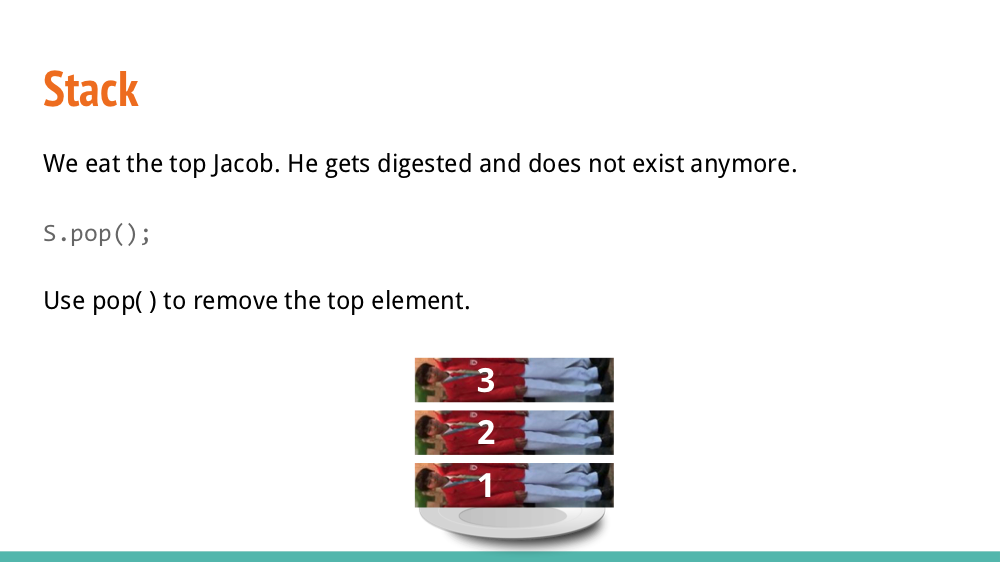 Stack
We eat the top Jacob. He gets digested and does not exist anymore.
S.pop();
Use pop( ) to remove the top element.
3
2
1